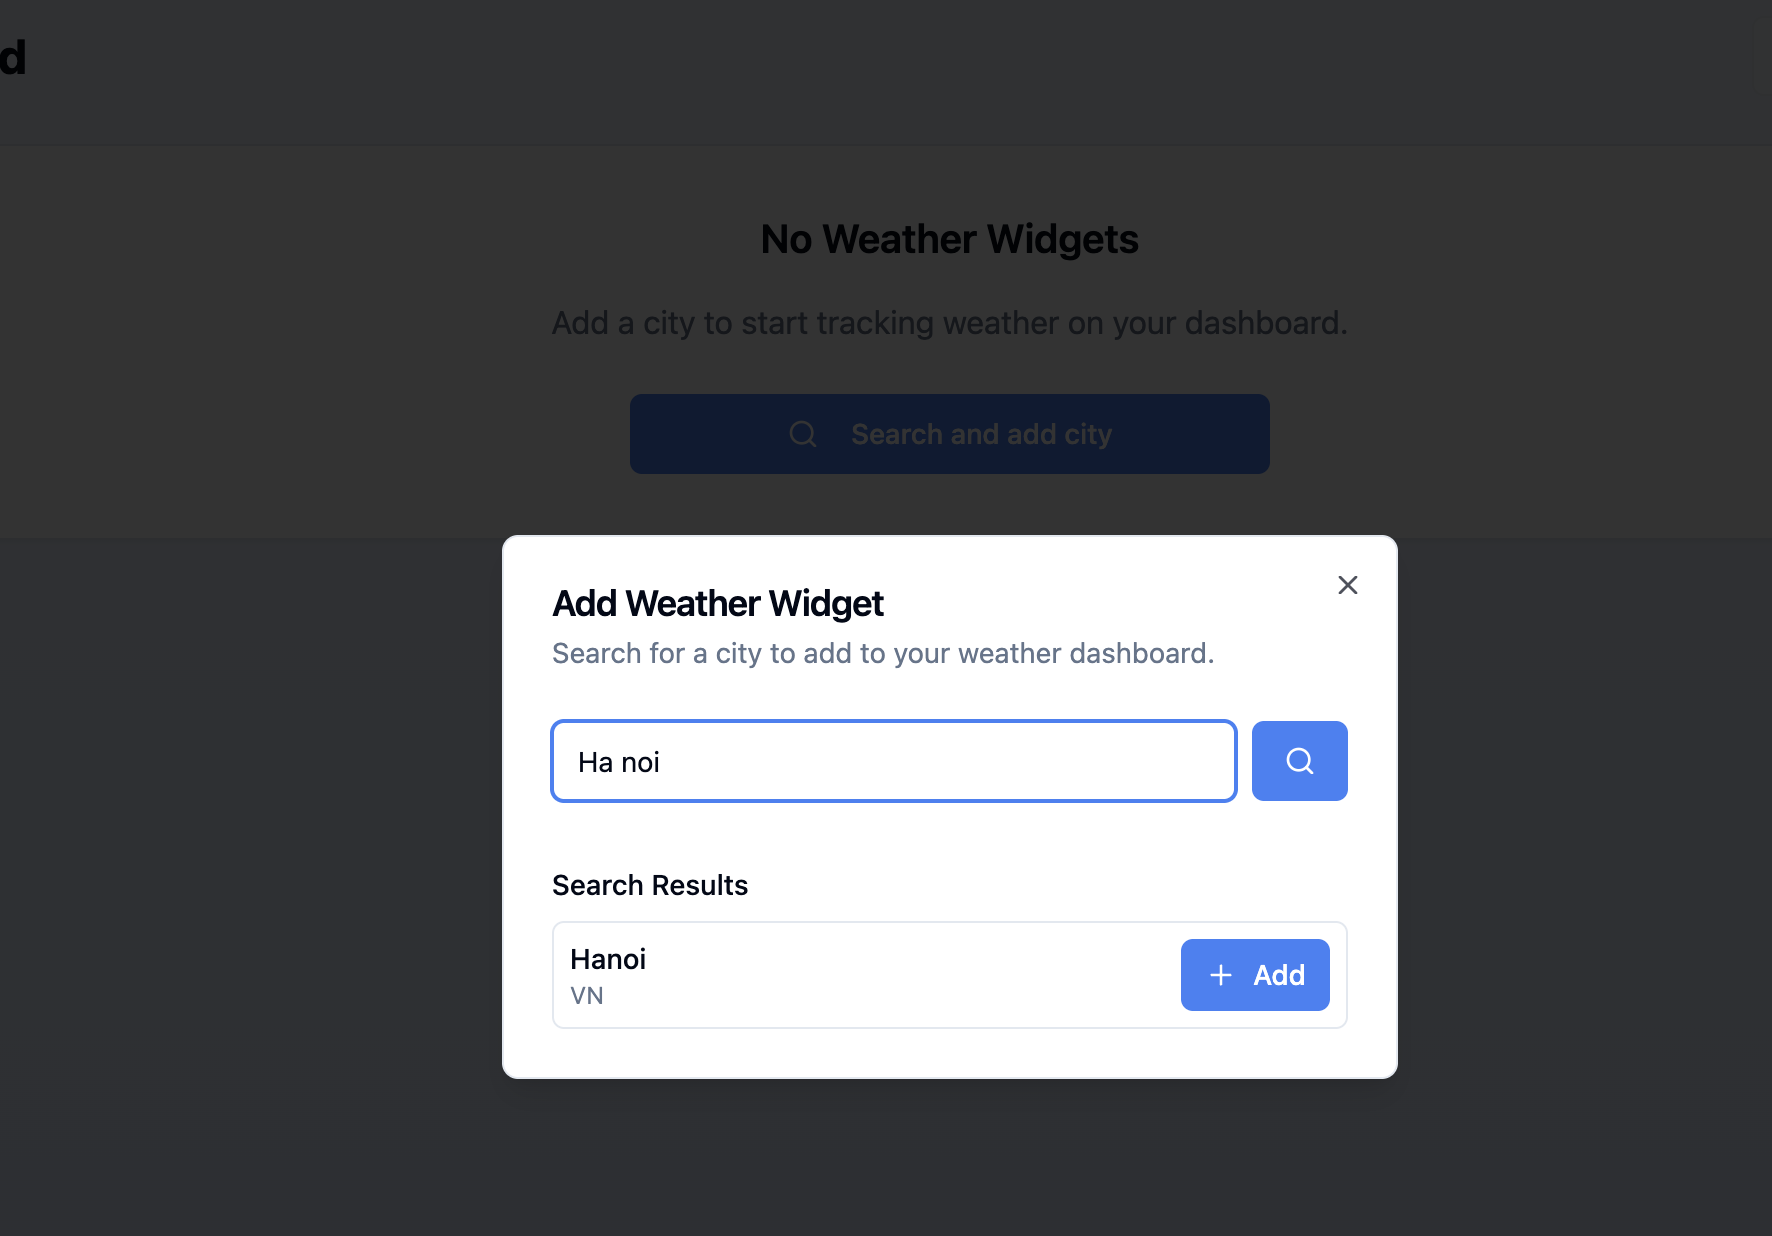 d
No Weather Widgets
Add a city to start tracking weather on your dashboard.
Search and add city
Add Weather Widget
Search for a city to add to your weather dashboard.
Ha noi
Search Results
Hanoi
VN
Add